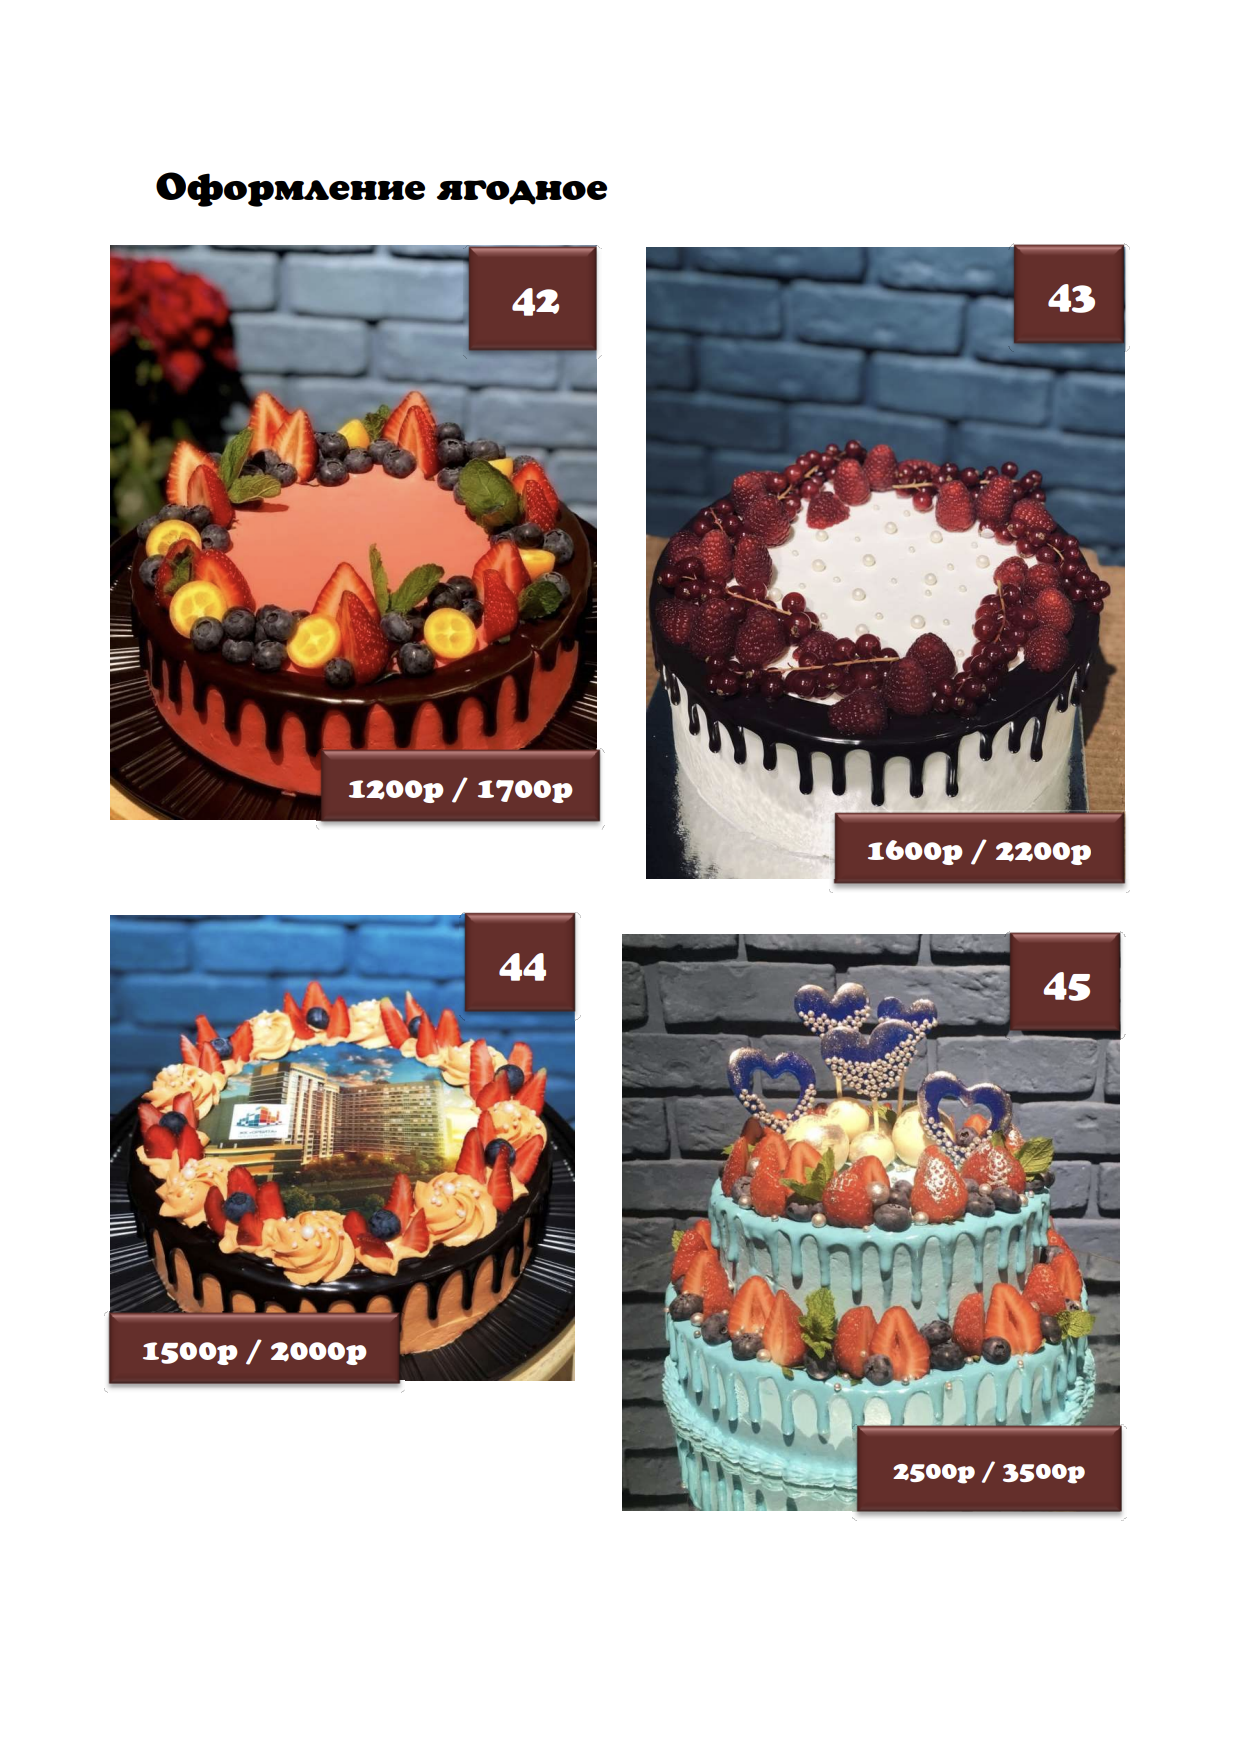 Оформление ягодное
42
43
1200р / 1700р
1600р / 2200р
44
45
1500р / 2000р
2500р / 3500р